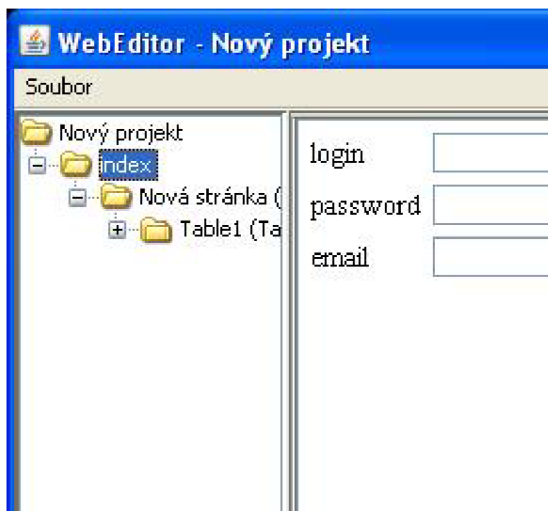 WebEditor - Nový projekt
Soubor
Nový projekt
index
Nová stránka (
Table1 (Ta
login
password
email